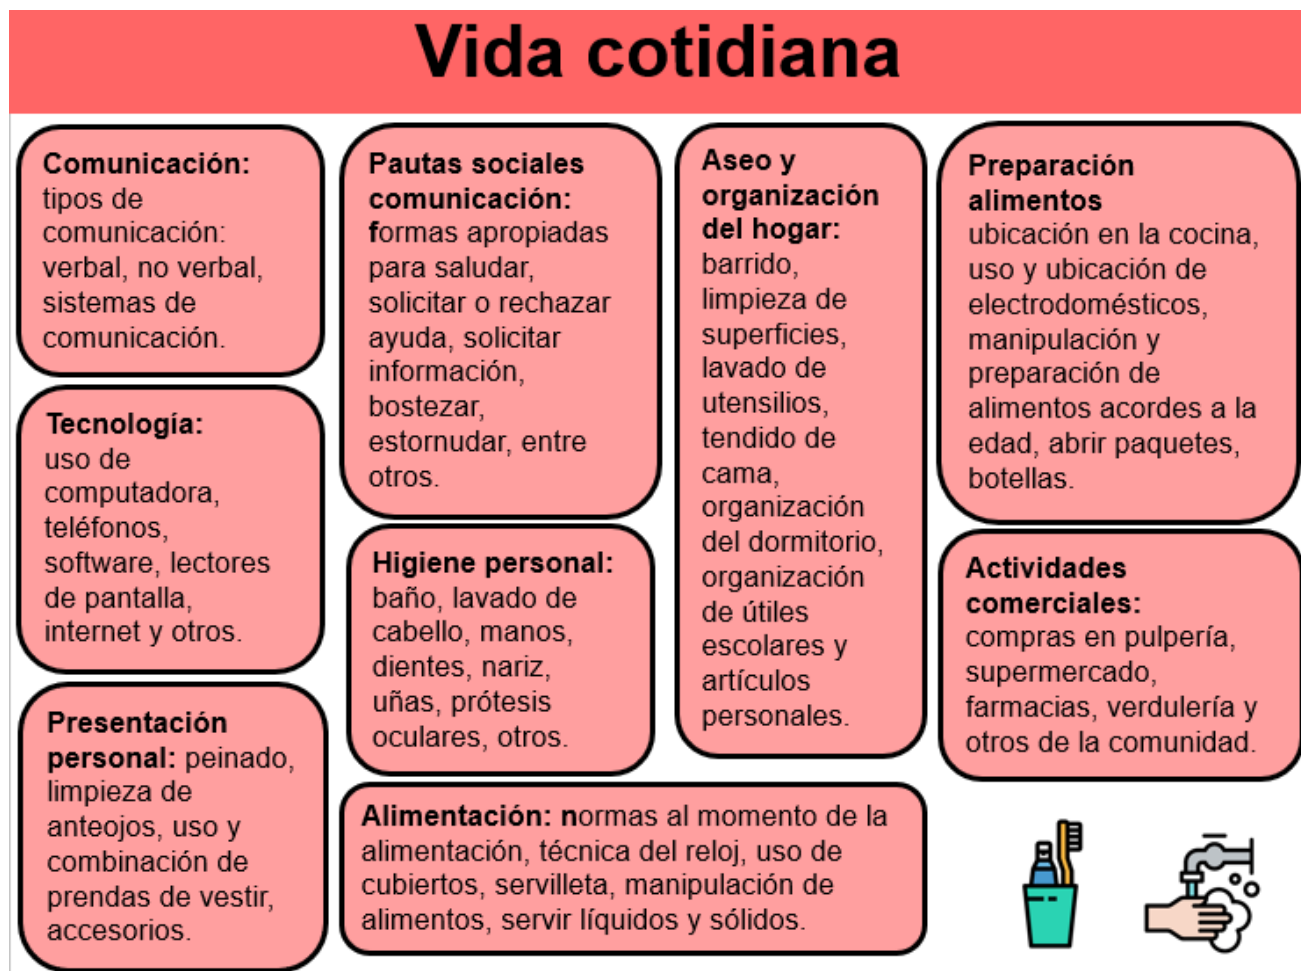 Vida cotidiana
Comunicación:
tipos de
comunicación:
verbal, no verbal,
sistemas de
comunicación.
Tecnología:
uso de
computadora,
teléfonos,
software, lectores
de pantalla,
internet y otros.
Presentación
personal: peinado,
limpieza de
anteojos, uso y
combinación de
prendas de vestir,
accesorios.
Pautas sociales
comunicación:
formas apropiadas
para saludar,
solicitar o rechazar
ayuda, solicitar
información,
bostezar,
estornudar, entre
otros.
Higiene personal:
baño, lavado de
cabello, manos,
dientes, nariz,
uñas, prótesis
oculares, otros.
Alimentación: normas al momento de la
alimentación, técnica del reloj, uso de
cubiertos, servilleta, manipulación de
alimentos, servir líquidos y sólidos.
Aseo y
organización
del hogar:
barrido,
limpieza de
superficies,
lavado de
utensilios,
tendido de
cama,
organización
del dormitorio,
organización
de útiles
escolares y
artículos
personales.
Preparación
alimentos
ubicación en la cocina,
uso y ubicación de
electrodomésticos,
manipulación y
preparación de
alimentos acordes a la
edad, abrir paquetes,
botellas.
Actividades
comerciales:
compras en pulpería,
supermercado,
farmacias, verdulería y
otros de la comunidad.